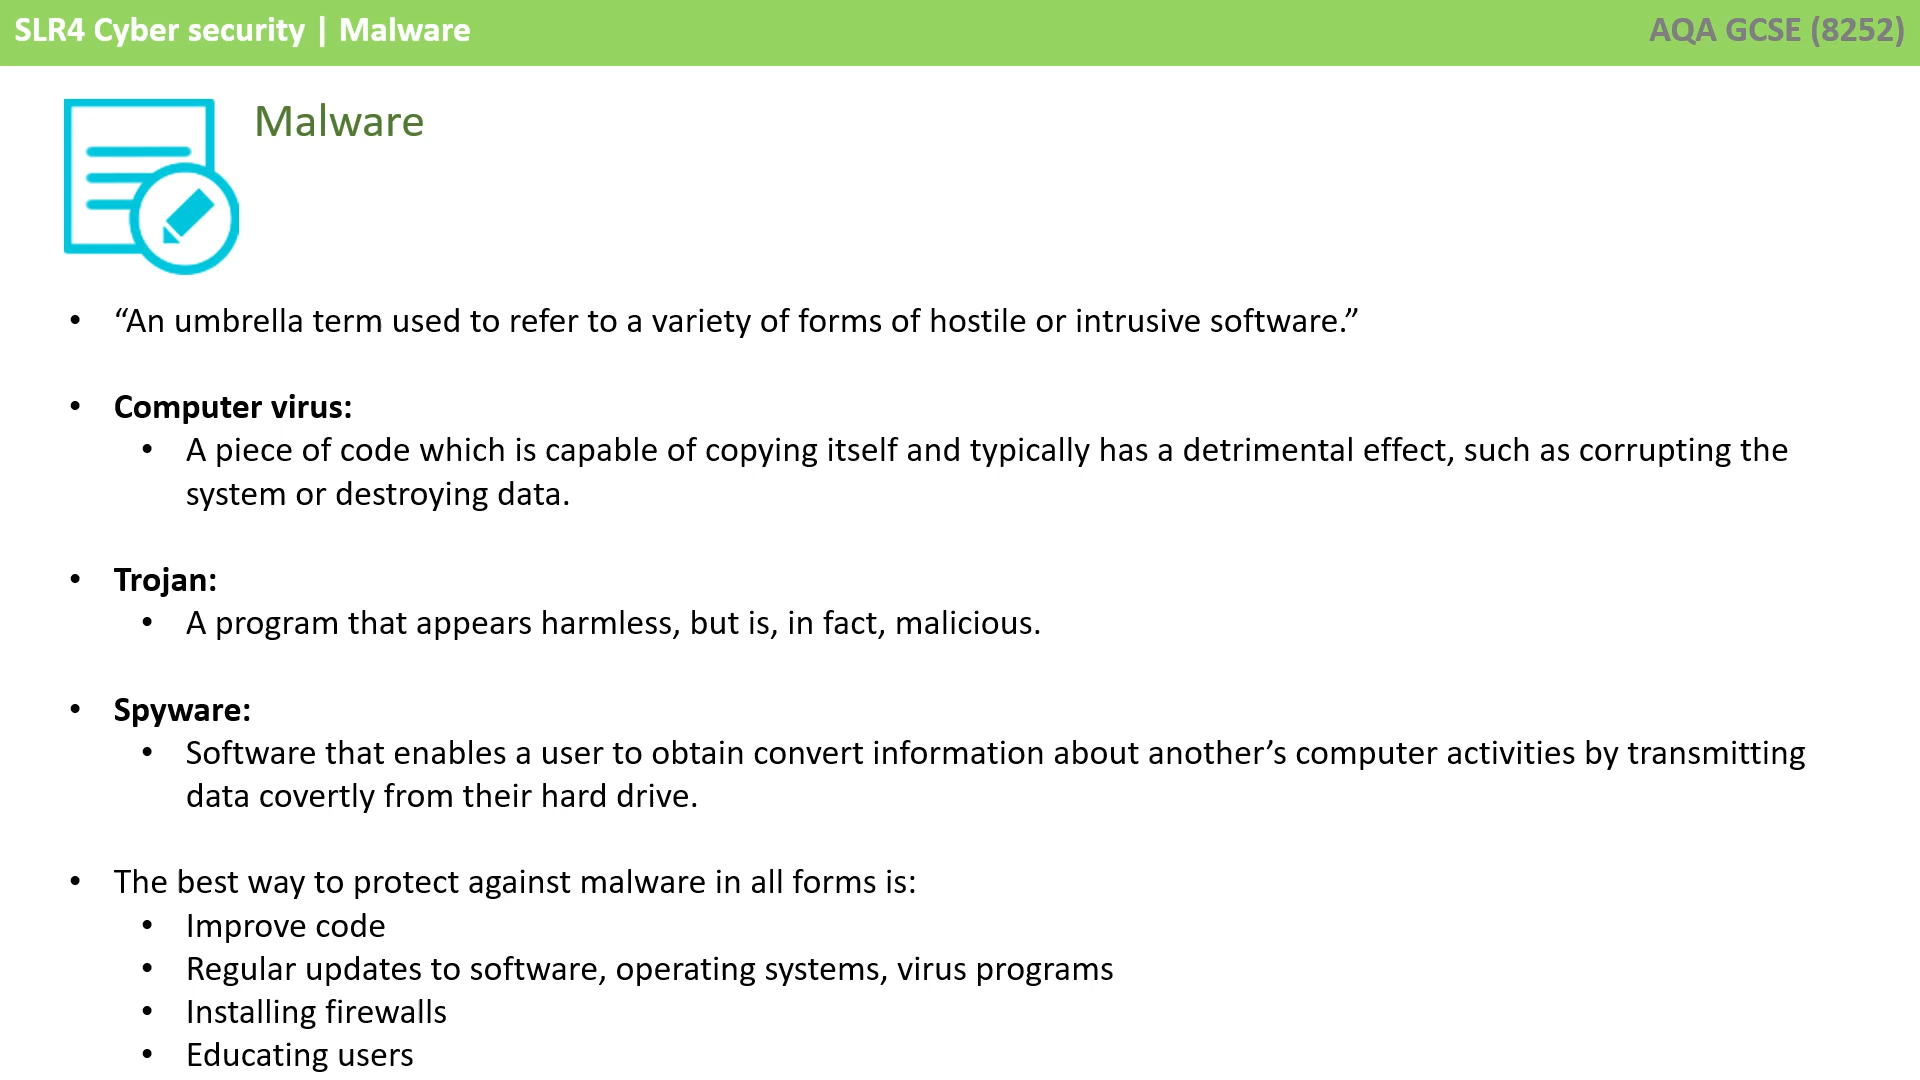 SLR4 Cyber security | Malware
AQA GCSE (8252)
Malware
• “An umbrella term used to refer to a variety of forms of hostile or intrusive software.”
• Computer virus:
• A piece of code which is capable of copying itself and typically has a detrimental effect, such as corrupting the
system or destroying data.
• Trojan:
• A program that appears harmless, but is, in fact, malicious.
• Spyware:
• Software that enables a user to obtain convert information about another’s computer activities by transmitting
data covertly from their hard drive.
• The best way to protect against malware in all forms is:
• Improve code
• Regular updates to software, operating systems, virus programs
• Installing firewalls
• Educating users